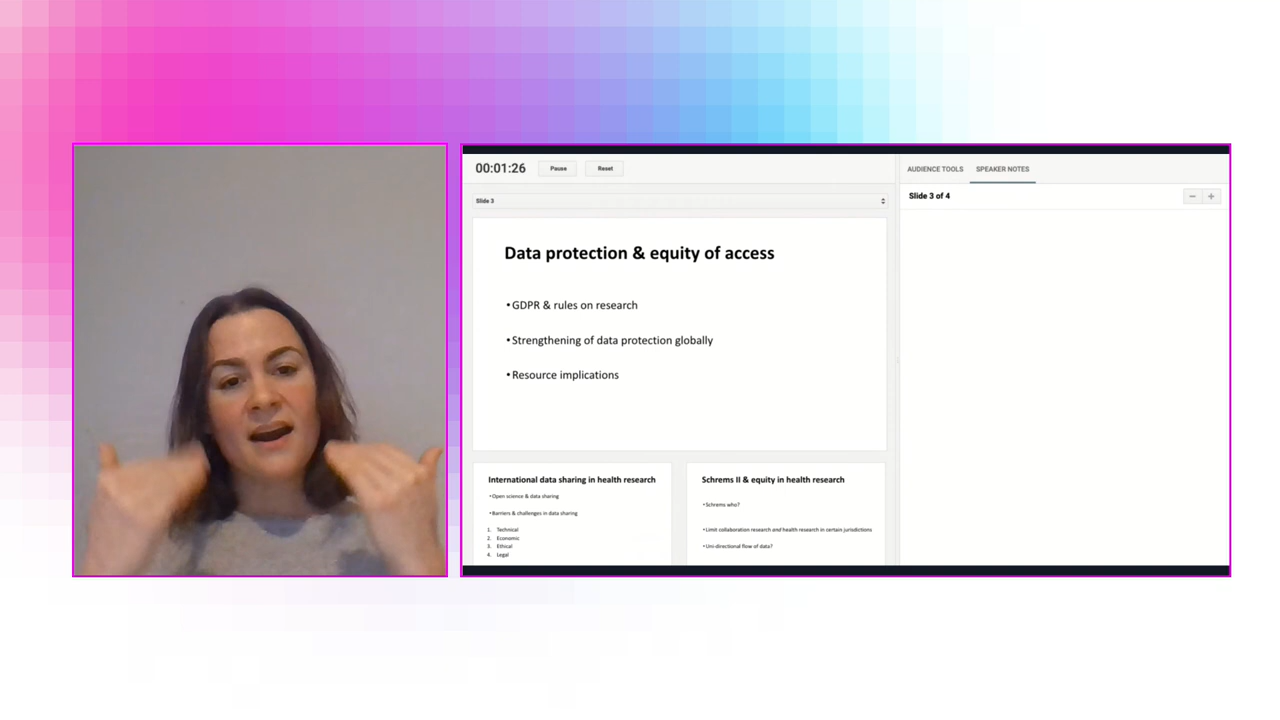 00:01:26 Pause Reset
AUDIENCE TOOLS SPEAKER NOTES
Slide 3 of 4
− +
Slide 3
Data protection & equity of access
•GDPR & rules on research
•Strengthening of data protection globally
•Resource implications
International data sharing in health research
•Open science & data sharing
•Barriers & challenges in data sharing
1. Technical
2. Economic
3. Ethical
4. Legal
Schrems II & equity in health research
•Schrems who?
•Limit collaboration research and health research in certain jurisdictions
•Uni-directional flow of data?